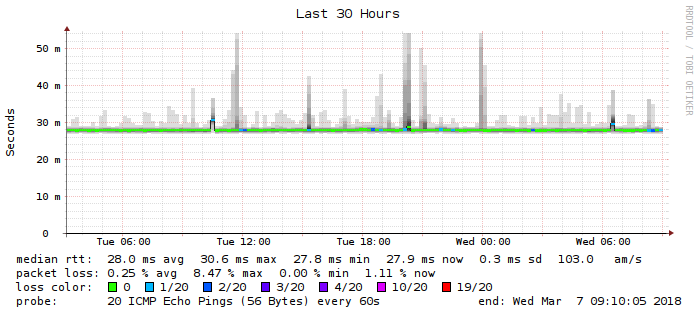 Last 30 Hours
RRDTOOL / TOBI OETIKER
Seconds
50 m
40 m
30 m
20 m
10 m
0
Tue 06:00 Tue 12:00 Tue 18:00 Wed 00:00 Wed 06:00
median rtt: 28.0 ms avg 30.6 ms max 27.8 ms min 27.9 ms now 0.3 ms sd 103.0 am/s
packet loss: 0.25 % avg 8.47 % max 0.00 % min 1.11 % now
loss color: 0 1/20 2/20 3/20 4/20 10/20 19/20
probe: 20 ICMP Echo Pings (56 Bytes) every 60s end: Wed Mar 7 09:10:05 2018